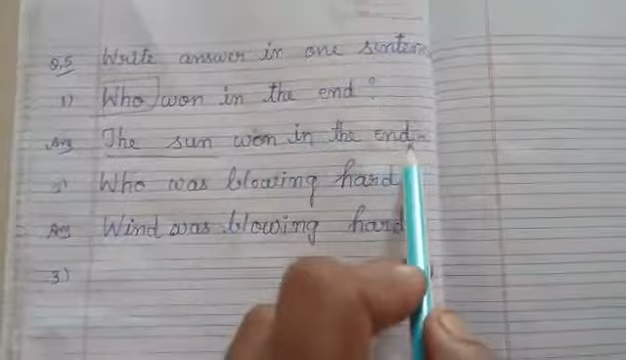 Q.5 Write answer in one senten
1) Who won in the end ?
Ans The sun won in the end.
2) Who was blowing hard
Ans Wind was blowing hard
3)